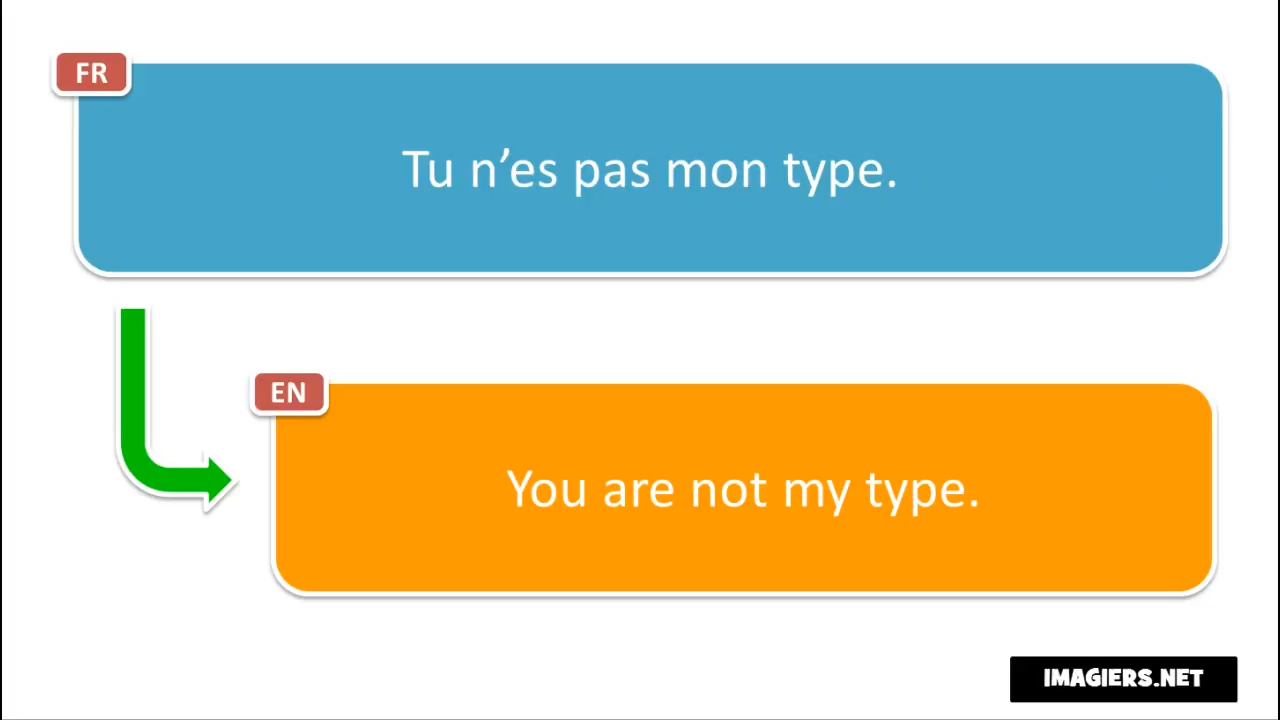 FR
Tu n’es pas mon type.
EN
You are not my type.
IMAGIERS.NET